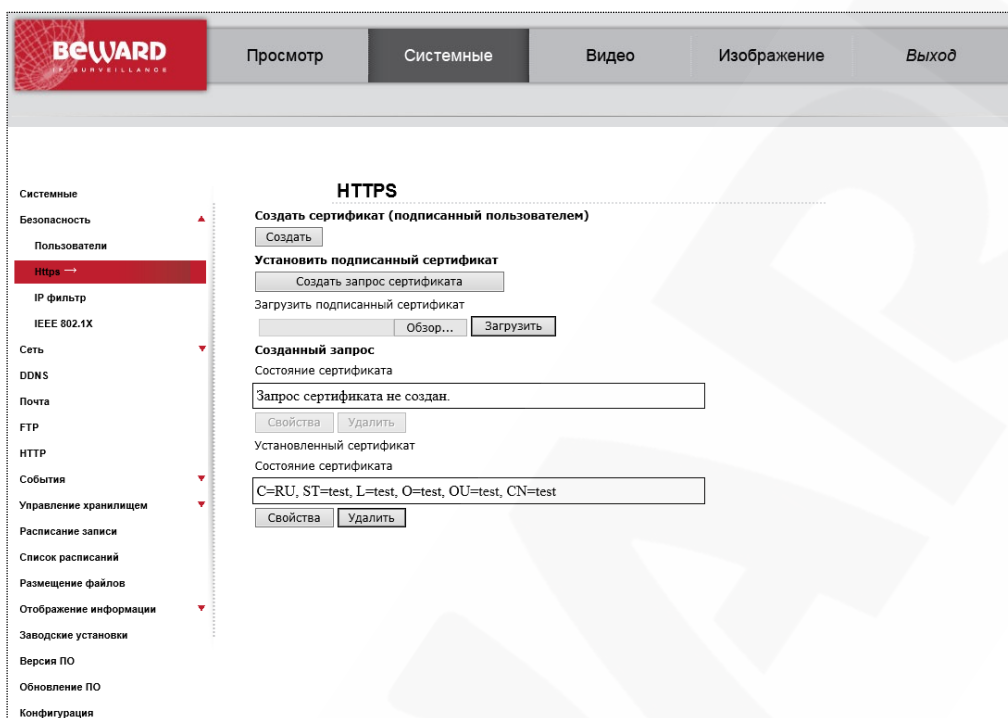 BEWARD
IP SURVEILLANCE
Просмотр
Системные
Видео
Изображение
Выход
Системные
Безопасность
Пользователи
Https →
IP фильтр
IEEE 802.1X
Сеть
DDNS
Почта
FTP
HTTP
События
Управление хранилищем
Расписание записи
Список расписаний
Размещение файлов
Отображение информации
Заводские установки
Версия ПО
Обновление ПО
Конфигурация
HTTPS
Создать сертификат (подписанный пользователем)
Создать
Установить подписанный сертификат
Создать запрос сертификата
Загрузить подписанный сертификат
Обзор... Загрузить
Созданный запрос
Состояние сертификата
Запрос сертификата не создан.
Свойства Удалить
Установленный сертификат
Состояние сертификата
C=RU, ST=test, L=test, O=test, OU=test, CN=test
Свойства Удалить